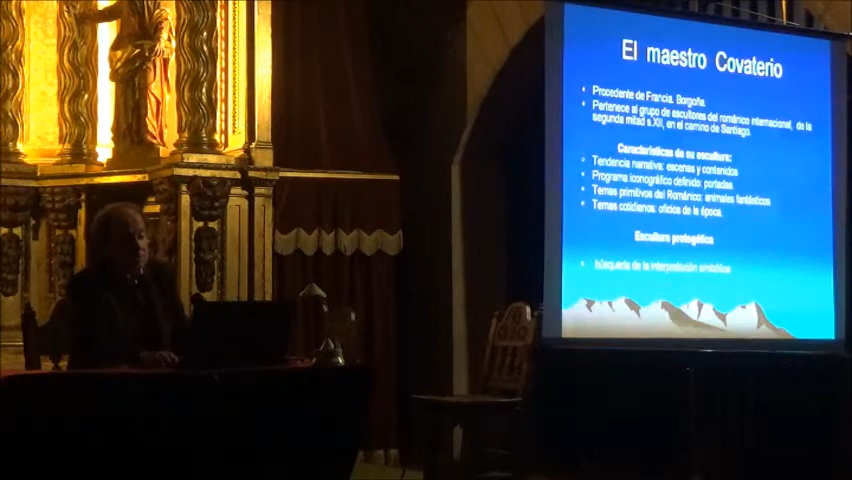 El maestro Covaterio
Procedente de Francia. Borgoña.
Pertenece al grupo de escultores del románico internacional, de la
segunda mitad s.XII, en el camino de Santiago.
Características de su escultura:
Tendencia narrativa: escenas y contenidos
Programa iconográfico definido: portadas
Temas primitivos del Románico: animales fantásticos
Temas cotidianos: oficios de la época.
Escultura protogótica
búsqueda de la interpretación simbólica